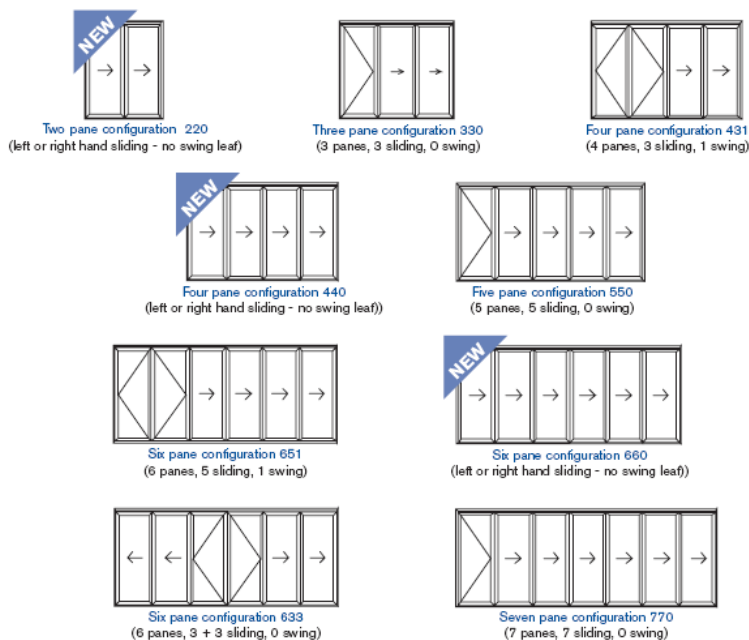 NEW
Two pane configuration 220
(left or right hand sliding - no swing leaf)
Three pane configuration 330
(3 panes, 3 sliding, 0 swing)
Four pane configuration 431
(4 panes, 3 sliding, 1 swing)
NEW
Four pane configuration 440
(left or right hand sliding - no swing leaf))
Five pane configuration 550
(5 panes, 5 sliding, 0 swing)
Six pane configuration 651
(6 panes, 5 sliding, 1 swing)
NEW
Six pane configuration 660
(left or right hand sliding - no swing leaf))
Six pane configuration 633
(6 panes, 3 + 3 sliding, 0 swing)
Seven pane configuration 770
(7 panes, 7 sliding, 0 swing)